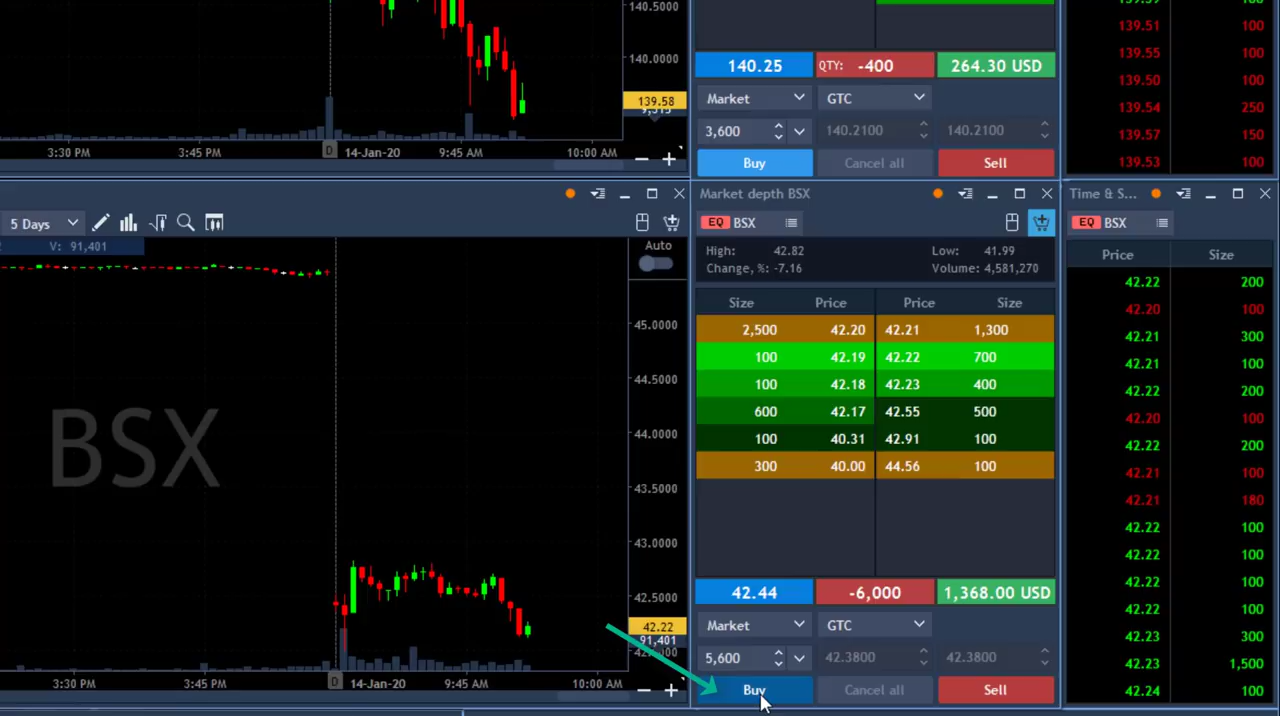 140.5000
140.0000
139.58
3:30 PM 3:45 PM D 14-Jan-20 9:45 AM 10:00 AM
140.25 QTY: -400 264.30 USD
Market GTC
3,600 140.2100 140.2100
Buy Cancel all Sell
139.51 100
139.55 100
139.50 100
139.54 250
139.57 150
139.53 100
5 Days
V: 91,401
Auto
BSX
45.0000
44.5000
44.0000
43.5000
43.0000
42.5000
42.22
91,401
3:30 PM 3:45 PM D 14-Jan-20 9:45 AM 10:00 AM
Market depth BSX
EQ BSX
High: 42.82 Low: 41.99
Change, %: -7.16 Volume: 4,581,270
Size Price Price Size
2,500 42.20 42.21 1,300
100 42.19 42.22 700
100 42.18 42.23 400
600 42.17 42.55 500
100 40.31 42.91 100
300 40.00 44.56 100
42.44 -6,000 1,368.00 USD
Market GTC
5,600 42.3800 42.3800
Buy Cancel all Sell
Time & S...
EQ BSX
Price Size
42.22 200
42.20 100
42.21 300
42.21 100
42.22 200
42.20 100
42.22 200
42.21 100
42.21 180
42.22 100
42.22 100
42.22 100
42.22 100
42.23 300
42.23 1,500
42.24 100